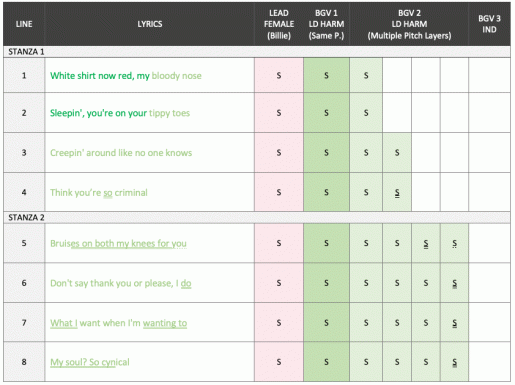 LINE LYRICS LEAD FEMALE (Billie) BGV 1 LD HARM (Same P.) BGV 2 LD HARM (Multiple Pitch Layers) BGV 3 IND
STANZA 1
1 White shirt now red, my bloody nose S S S
2 Sleepin', you're on your tippy toes S S S
3 Creepin' around like no one knows S S S S
4 Think you're so criminal S S S S
STANZA 2
5 Bruises on both my knees for you S S S S S S
6 Don't say thank you or please, I do S S S S S S
7 What I want when I'm wanting to S S S S S S
8 My soul? So cynical S S S S S S